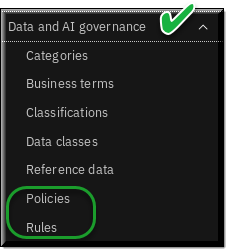 Data and AI governance
Categories
Business terms
Classifications
Data classes
Reference data
Policies
Rules